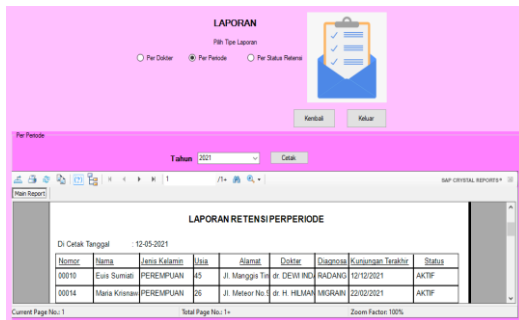 LAPORAN
Pilih Tipe Laporan
Per Dokter Per Periode Per Status Retensi
Kembali Keluar
Per Periode
Tahun 2021 Cetak
1 /1+ SAP CRYSTAL REPORTS®
Main Report
LAPORAN RETENSI PERPERIODE
Di Cetak Tanggal : 12-05-2021
Nomor Nama Jenis Kelamin Usia Alamat Dokter Diagnosa Kunjungan Terakhir Status
00010 Euis Sumiati PEREMPUAN 45 Jl. Manggis Tim dr. DEWI IND RADANG 12/12/2021 AKTIF
00014 Maria Krisnaw PEREMPUAN 26 Jl. Meteor No. dr. H. HILMAN MIGRAIN 22/02/2021 AKTIF
Current Page No.: 1 Total Page No.: 1+ Zoom Factor: 100%